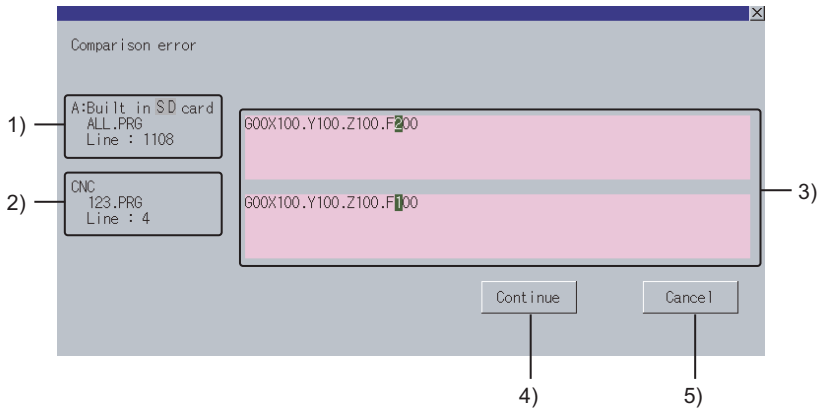 Comparison error
1)
A:Built in SD card
ALL.PRG
Line : 1108
G00X100.Y100.Z100.F200
2)
CNC
123.PRG
Line : 4
G00X100.Y100.Z100.F100
3)
Continue
Cancel
4)
5)